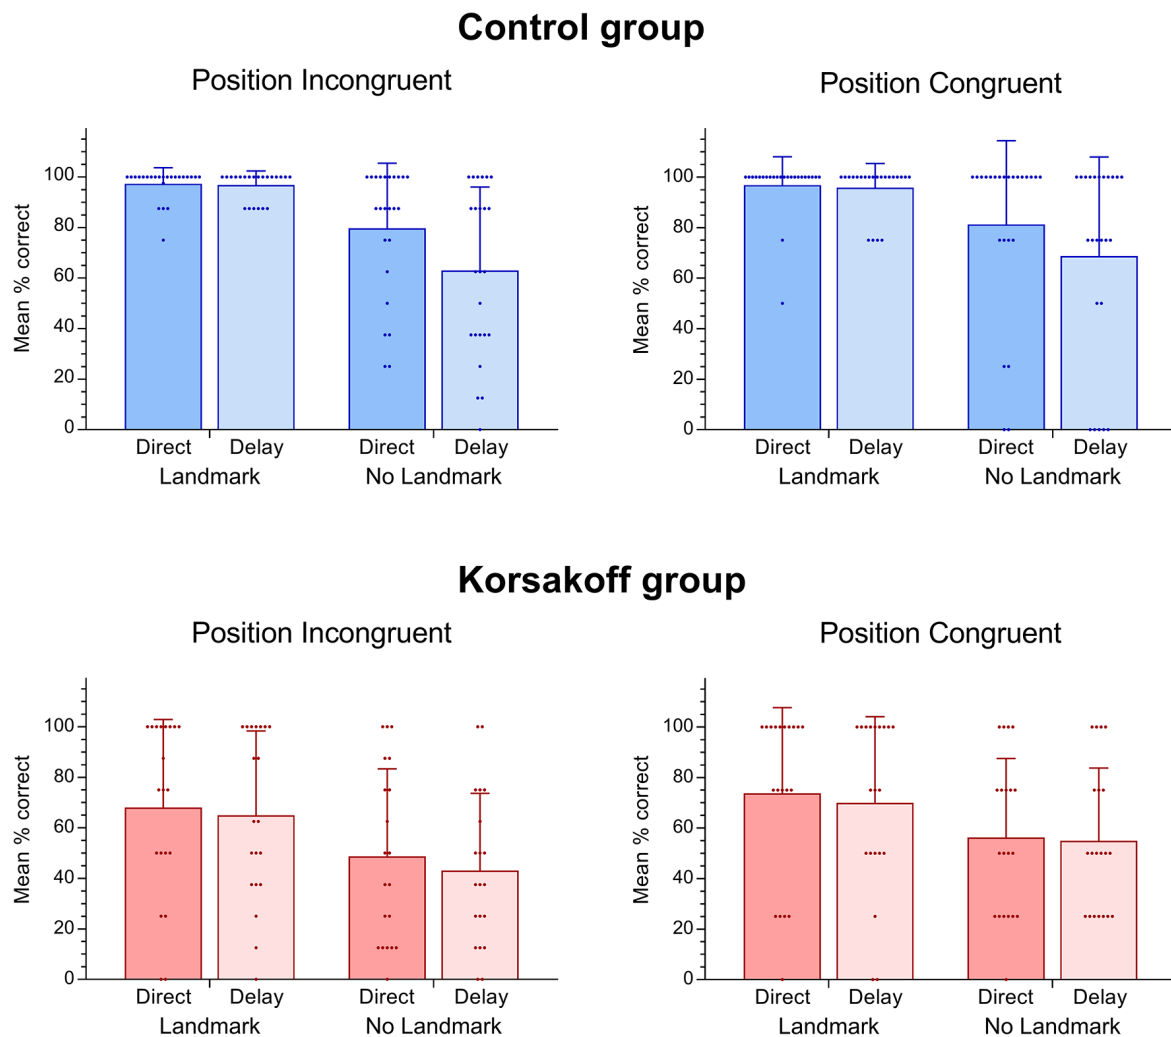 Control group
Position Incongruent
Mean % correct
100
80
60
40
20
0
Direct Delay Direct Delay
Landmark No Landmark
Position Congruent
Mean % correct
100
80
60
40
20
0
Direct Delay Direct Delay
Landmark No Landmark
Korsakoff group
Position Incongruent
Mean % correct
100
80
60
40
20
0
Direct Delay Direct Delay
Landmark No Landmark
Position Congruent
Mean % correct
100
80
60
40
20
0
Direct Delay Direct Delay
Landmark No Landmark